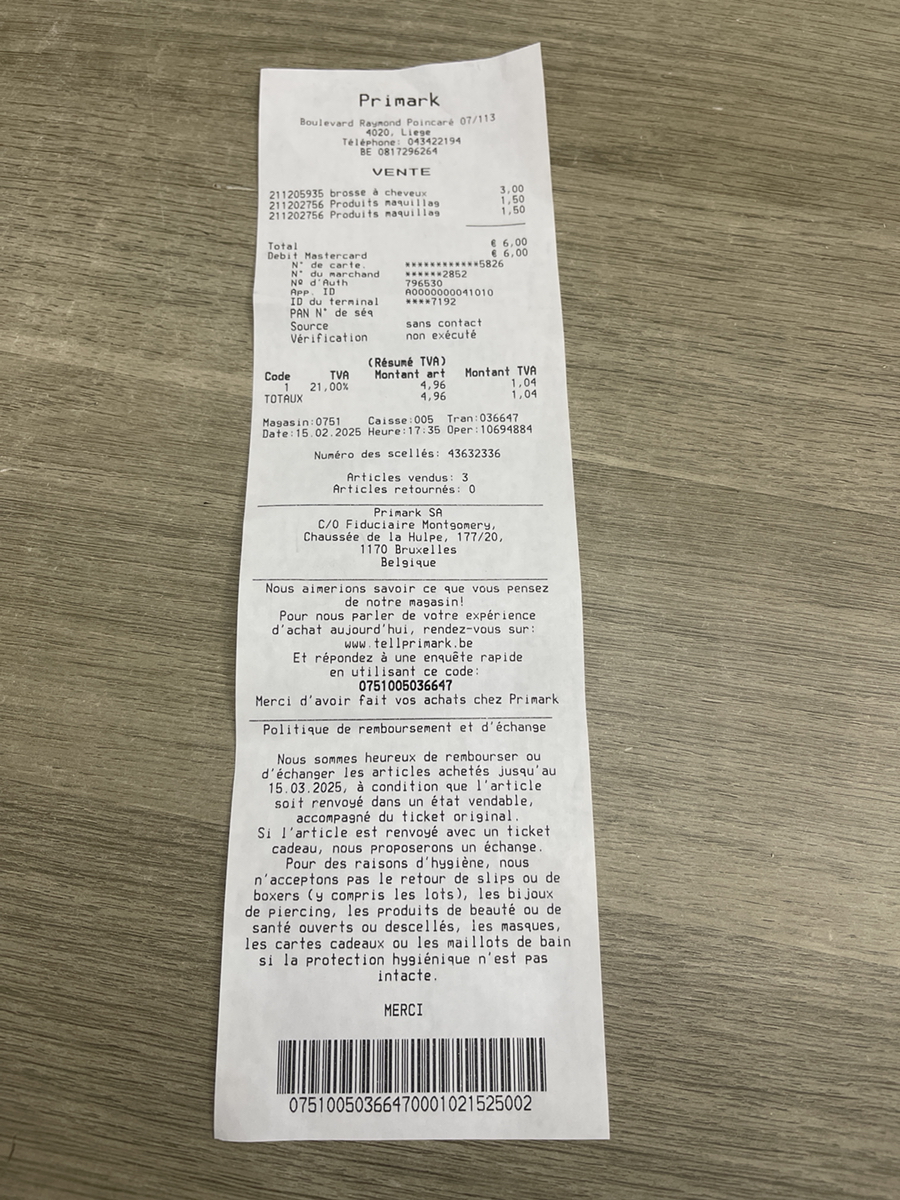 Primark
Boulevard Raymond Poincaré 07/113
4020, Liege
Téléphone: 043422194
BE 0817296264
VENTE
211205935 brosse à cheveux 3,00
211202756 Produits maquillag 1,50
211202756 Produits maquillag 1,50
Total € 6,00
Debit Mastercard € 6,00
N° de carte. ************5826
N° du marchand ******2852
Nº d'Auth 796530
App. ID A0000000041010
ID du terminal ****7192
PAN N° de séq
Source sans contact
Vérification non exécuté
(Résumé TVA)
Code TVA Montant art Montant TVA
1 21,00% 4,96 1,04
TOTAUX 4,96 1,04
Magasin:0751 Caisse:005 Tran:036647
Date:15.02.2025 Heure:17:35 Oper:10694884
Numéro des scellés: 43632336
Articles vendus: 3
Articles retournés: 0
Primark SA
C/O Fiduciaire Montgomery,
Chaussée de la Hulpe, 177/20,
1170 Bruxelles
Belgique
Nous aimerions savoir ce que vous pensez
de notre magasin!
Pour nous parler de votre expérience
d'achat aujourd'hui, rendez-vous sur:
www.tellprimark.be
Et répondez à une enquête rapide
en utilisant ce code:
0751005036647
Merci d'avoir fait vos achats chez Primark
Politique de remboursement et d'échange
Nous sommes heureux de rembourser ou
d'échanger les articles achetés jusqu'au
15.03.2025, à condition que l'article
soit renvoyé dans un état vendable,
accompagné du ticket original.
Si l'article est renvoyé avec un ticket
cadeau, nous proposerons un échange.
Pour des raisons d'hygiène, nous
n'acceptons pas le retour de slips ou de
boxers (y compris les lots), les bijoux
de piercing, les produits de beauté ou de
santé ouverts ou descellés, les masques,
les cartes cadeaux ou les maillots de bain
si la protection hygiénique n'est pas
intacte.
MERCI
07510050366470001021525002